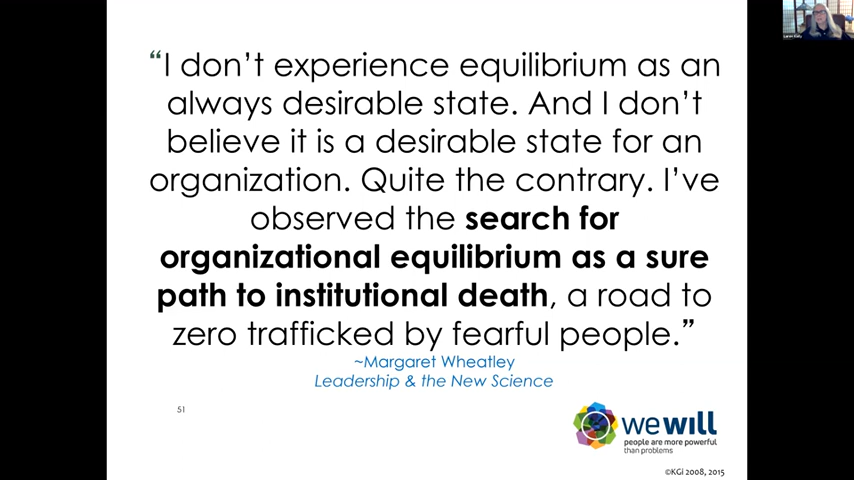 “I don’t experience equilibrium as an
always desirable state. And I don’t
believe it is a desirable state for an
organization. Quite the contrary. I’ve
observed the search for
organizational equilibrium as a sure
path to institutional death, a road to
zero trafficked by fearful people.”
~Margaret Wheatley
Leadership & the New Science
51
we will
people are more powerful
than problems
©KGi 2008, 2015